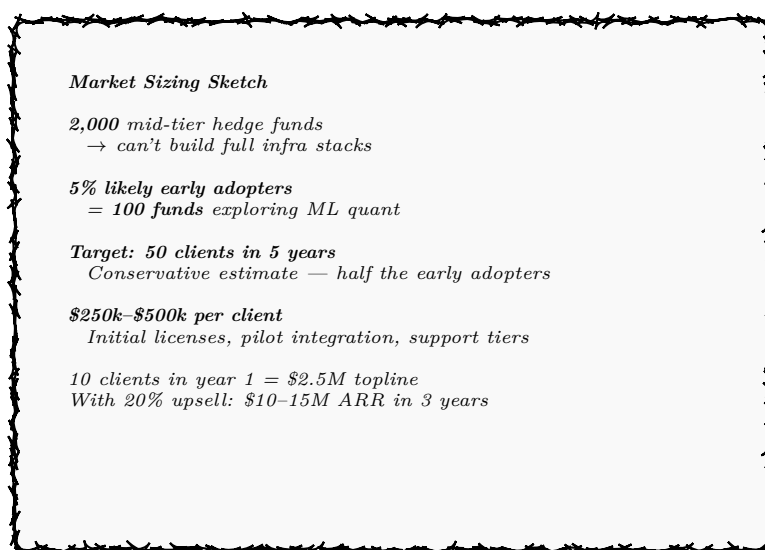 Market Sizing Sketch
2,000 mid-tier hedge funds
→ can't build full infra stacks
5% likely early adopters
= 100 funds exploring ML quant
Target: 50 clients in 5 years
Conservative estimate — half the early adopters
$250k–$500k per client
Initial licenses, pilot integration, support tiers
10 clients in year 1 = $2.5M topline
With 20% upsell: $10–15M ARR in 3 years